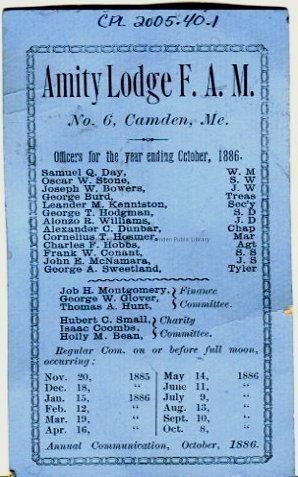 CPL 2005.40.1
Amity Lodge F. A. M.
No. 6, Camden, Me.
Officers for the year ending October, 1886.
Samuel Q. Day, W. M
Oscar W. Stone, S. W
Joseph W. Bowers, J. W
George Burd, Treas
Leander M. Kenniston, Sec'y
George T. Hodgman, S. D
Alonzo R. Williams, J. D
Alexander C. Dunbar, Chap
Cornelius T. Hosmer, Mar
Charles F. Hobbs, Agt
Frank W. Conant, S. S
John R. McNamara, J. S
George A. Sweetland, Tyler
Camden Public Library
Job H. Montgomery,
George W. Glover,
Thomas A. Hunt,
Finance
Committee.
Hubert C. Small,
Isaac Coombs,
Holly M. Bean,
Charity
Committee.
Regular Com. on or before full moon,
occurring:
Nov. 20, 1885
Dec. 18, "
Jan. 15, 1886
Feb. 12, "
Mar. 19, "
Apr. 16, "
May 14, 1886
June 11, "
July 9, "
Aug. 13, "
Sept. 10, "
Oct. 8, "
Annual Communication, October, 1886.